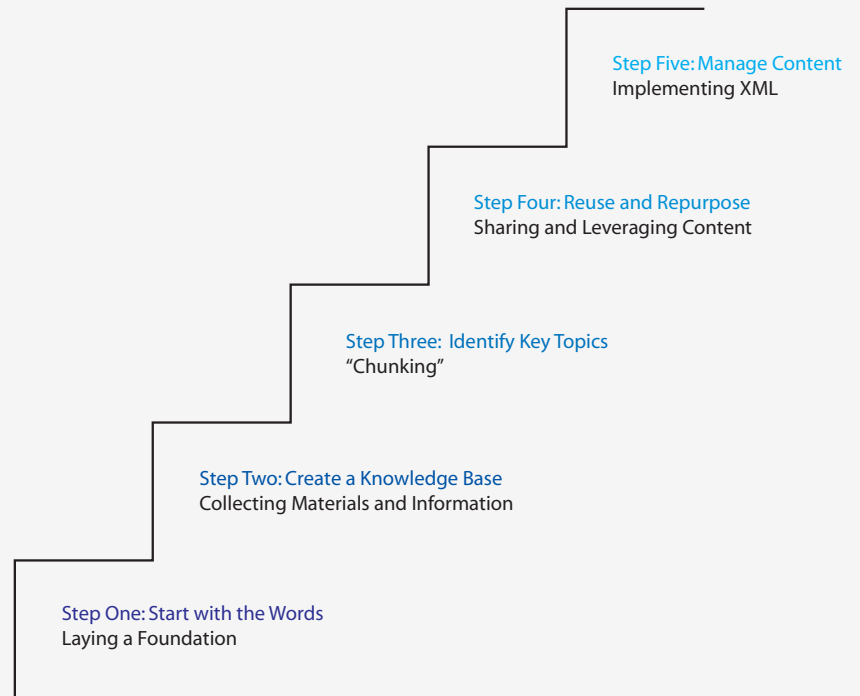 Step Five: Manage Content
Implementing XML
Step Four: Reuse and Repurpose
Sharing and Leveraging Content
Step Three: Identify Key Topics
“Chunking”
Step Two: Create a Knowledge Base
Collecting Materials and Information
Step One: Start with the Words
Laying a Foundation